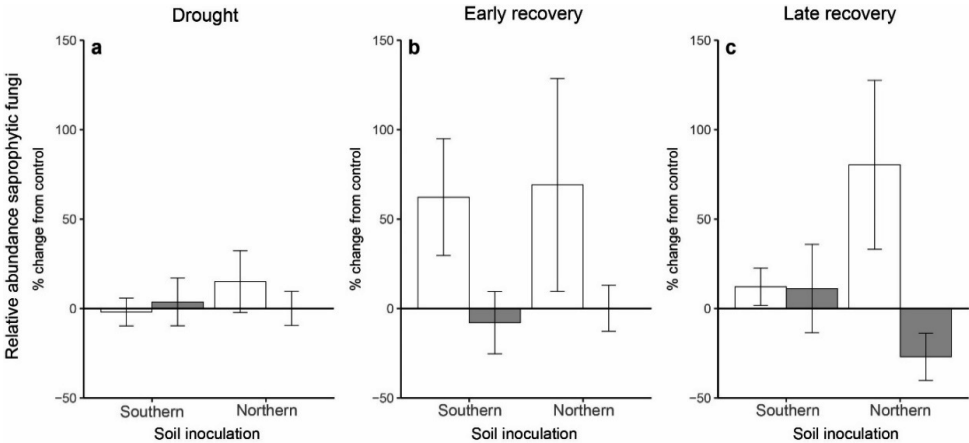 Drought
Early recovery
Late recovery
Relative abundance saprophytic fungi
% change from control
a
150
100
50
0
−50
Southern
Northern
Soil inoculation
% change from control
b
150
100
50
0
−50
Southern
Northern
Soil inoculation
% change from control
c
150
100
50
0
−50
Southern
Northern
Soil inoculation